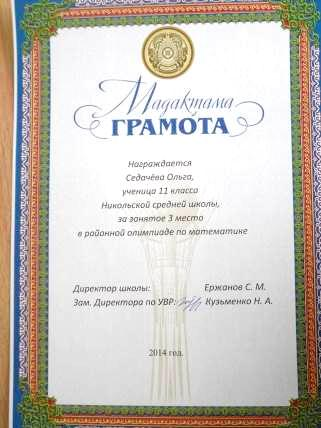 Мадақтама
ГРАМОТА
Награждается
Седачёва Ольга,
ученица 11 класса
Никольской средней школы,
за занятое 3 место
в районной олимпиаде по математике
Директор школы: Ержанов С. М.
Зам. Директора по УВР: Кузьменко Н. А.
2014 год.